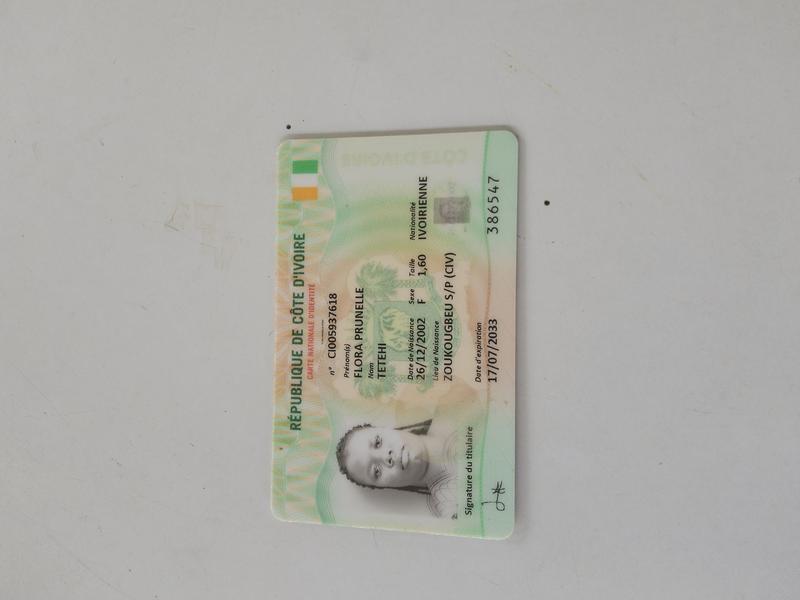 RÉPUBLIQUE DE CÔTE D'IVOIRE
CARTE NATIONALE D'IDENTITÉ
n° CI005937618
Prénom(s)
FLORA PRUNELLE
Nom
TETEHI
Date de Naissance Sexe Taille Nationalité
26/12/2002 F 1,60 IVOIRIENNE
Lieu de Naissance
ZOUKOUGBEU S/P (CIV)
Signature du titulaire
Date d'expiration
17/07/2033
386547
CÔTE D'IVOIRE